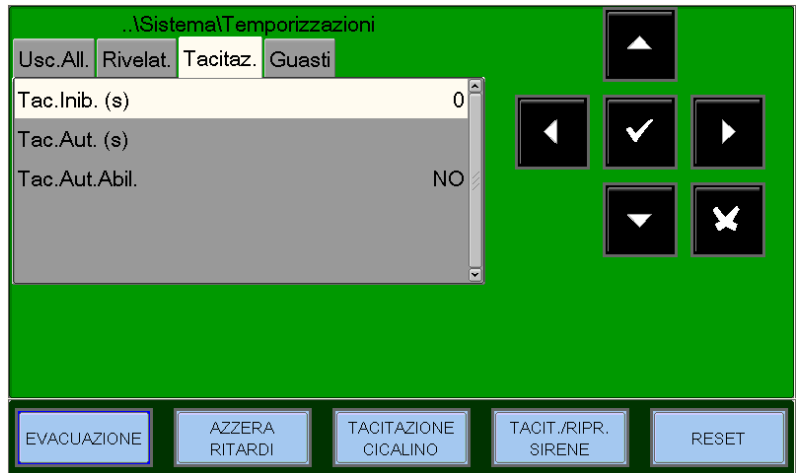 ..\Sistema\Temporizzazioni
Usc.All. Rivelat. Tacitaz. Guasti
Tac.Inib. (s) 0
Tac.Aut. (s)
Tac.Aut.Abil. NO
EVACUAZIONE
AZZERA
RITARDI
TACITAZIONE
CICALINO
TACIT./RIPR.
SIRENE
RESET